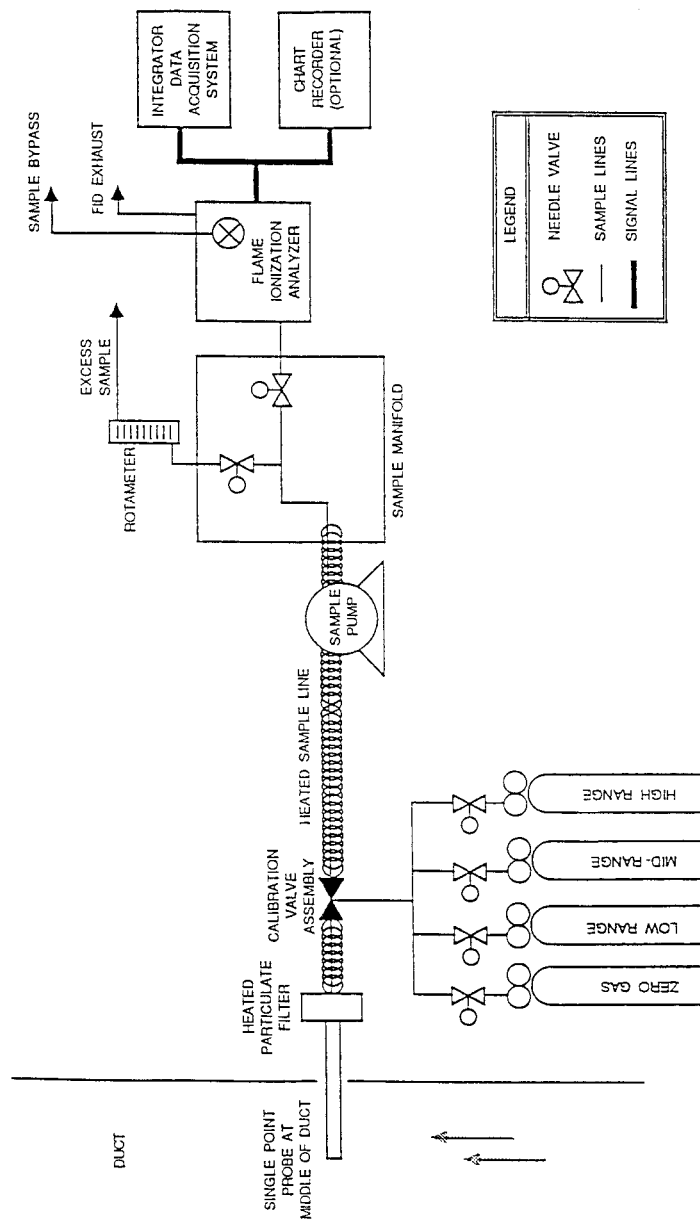 DUCT
SINGLE POINT
PROBE AT
MIDDLE OF DUCT
HEATED
PARTICULATE
FILTER
CALIBRATION
VALVE
ASSEMBLY
HEATED SAMPLE LINE
SAMPLE
PUMP
ZERO GAS
LOW RANGE
MID-RANGE
HIGH RANGE
ROTAMETER
EXCESS
SAMPLE
SAMPLE MANIFOLD
SAMPLE BYPASS
FID EXHAUST
FLAME
IONIZATION
ANALYZER
INTEGRATOR
DATA
ACQUISITION
SYSTEM
CHART
RECORDER
(OPTIONAL)
LEGEND
NEEDLE VALVE
SAMPLE LINES
SIGNAL LINES